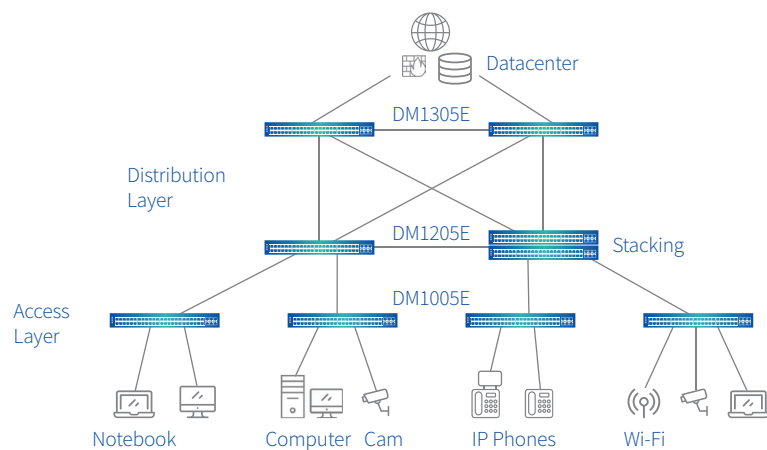 Datacenter
DM1305E
Distribution
Layer
DM1205E
Stacking
DM1005E
Access
Layer
Notebook
Computer
Cam
IP Phones
Wi-Fi